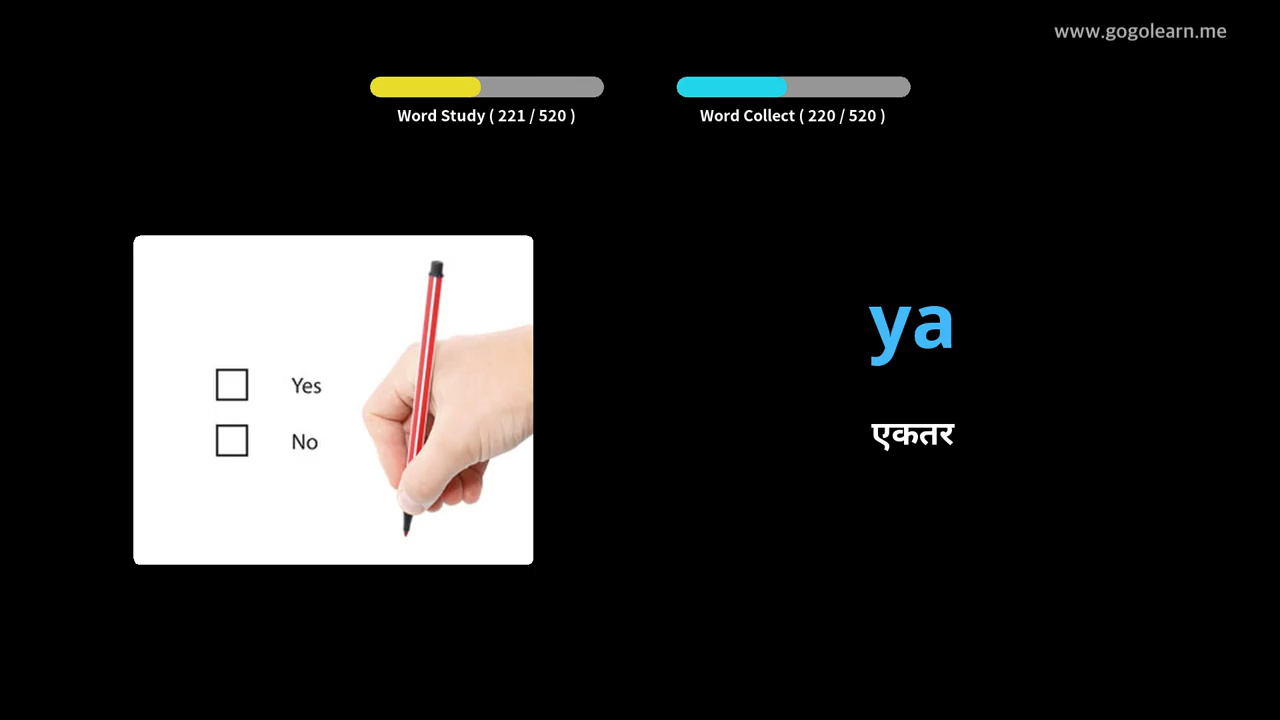 www.gogolearn.me
Word Study ( 221 / 520 )
Word Collect ( 220 / 520 )
Yes
No
ya
एकतर